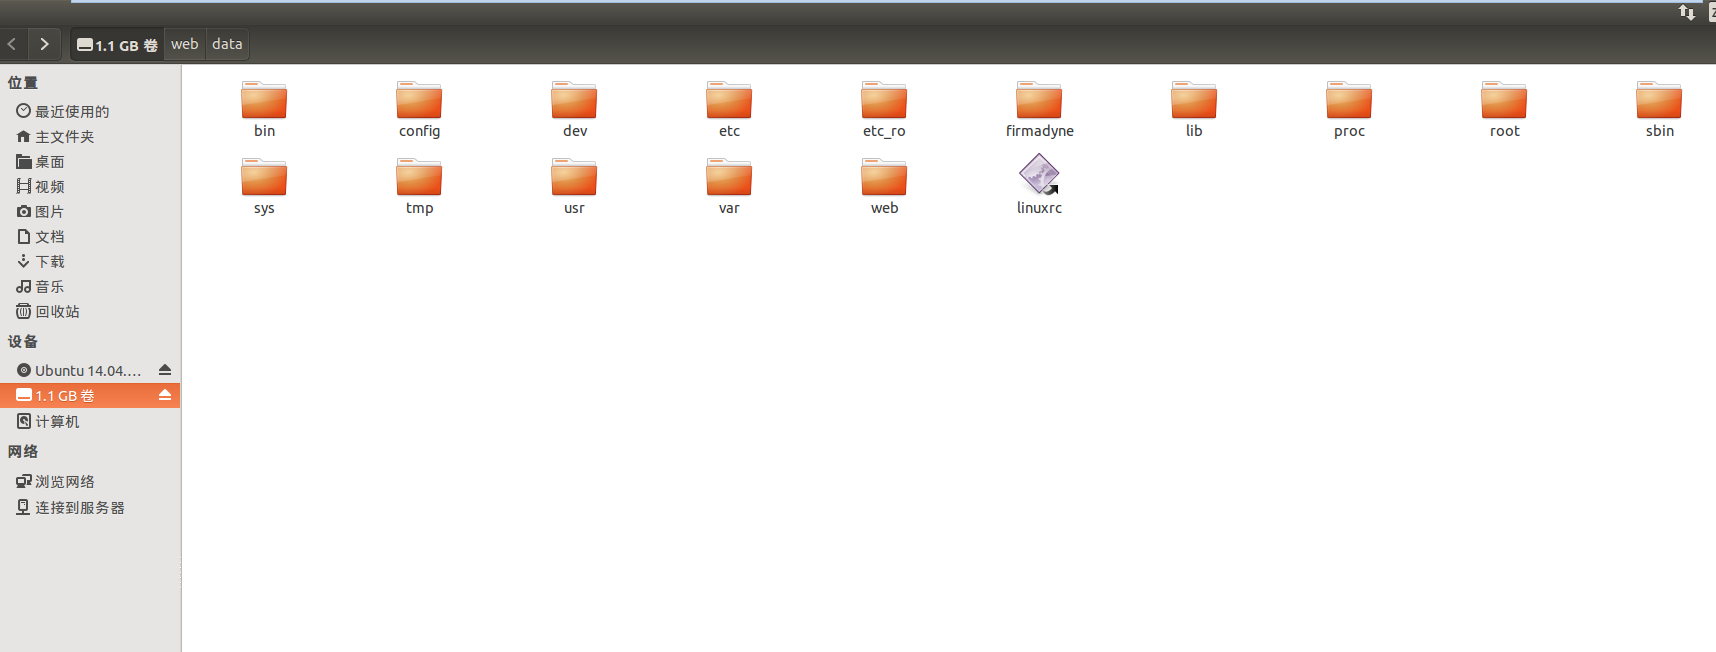 1.1 GB 卷 web data
位置
最近使用的
主文件夹
桌面
视频
图片
文档
下载
音乐
回收站
设备
Ubuntu 14.04....
1.1 GB 卷
计算机
网络
浏览网络
连接到服务器
bin config dev etc etc_ro firmadyne lib proc root sbin
sys tmp usr var web linuxrc